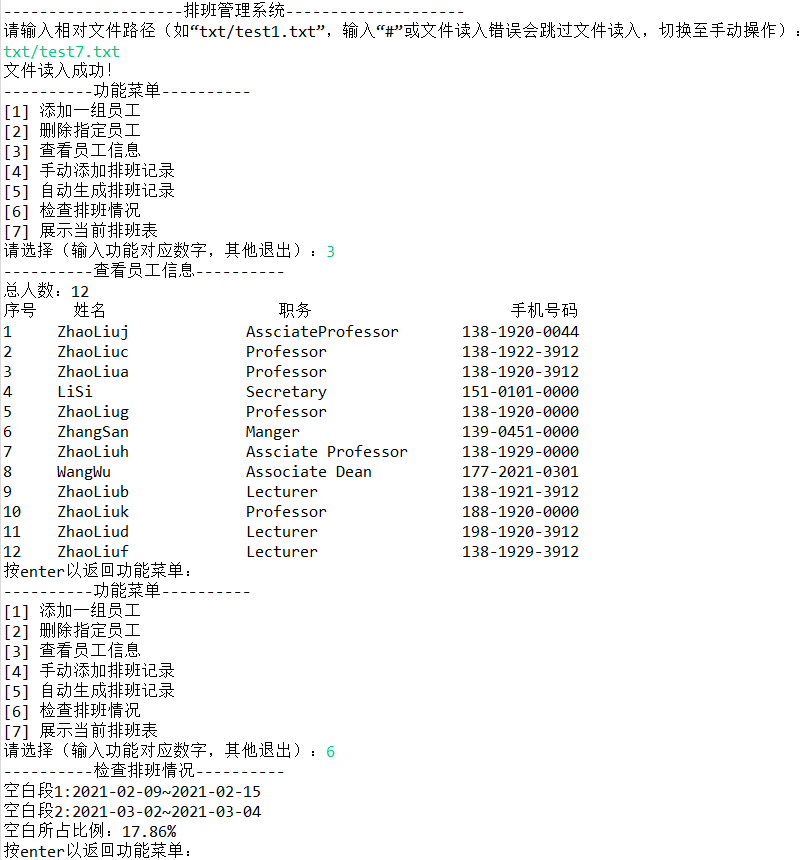 --------------------排班管理系统--------------------
请输入相对文件路径（如“txt/test1.txt”，输入“#”或文件读入错误会跳过文件读入，切换至手动操作）：
txt/test7.txt
文件读入成功！
----------功能菜单----------
[1] 添加一组员工
[2] 删除指定员工
[3] 查看员工信息
[4] 手动添加排班记录
[5] 自动生成排班记录
[6] 检查排班情况
[7] 展示当前排班表
请选择（输入功能对应数字，其他退出）：3
----------查看员工信息----------
总人数：12
序号 姓名 职务 手机号码
1 ZhaoLiuj AssciateProfessor 138-1920-0044
2 ZhaoLiuc Professor 138-1922-3912
3 ZhaoLiua Professor 138-1920-3912
4 LiSi Secretary 151-0101-0000
5 ZhaoLiug Professor 138-1920-0000
6 ZhangSan Manger 139-0451-0000
7 ZhaoLiuh Assciate Professor 138-1929-0000
8 WangWu Associate Dean 177-2021-0301
9 ZhaoLiub Lecturer 138-1921-3912
10 ZhaoLiuk Professor 188-1920-0000
11 ZhaoLiud Lecturer 198-1920-3912
12 ZhaoLiuf Lecturer 138-1929-3912
按enter以返回功能菜单：
----------功能菜单----------
[1] 添加一组员工
[2] 删除指定员工
[3] 查看员工信息
[4] 手动添加排班记录
[5] 自动生成排班记录
[6] 检查排班情况
[7] 展示当前排班表
请选择（输入功能对应数字，其他退出）：6
----------检查排班情况----------
空白段1:2021-02-09~2021-02-15
空白段2:2021-03-02~2021-03-04
空白所占比例：17.86%
按enter以返回功能菜单：